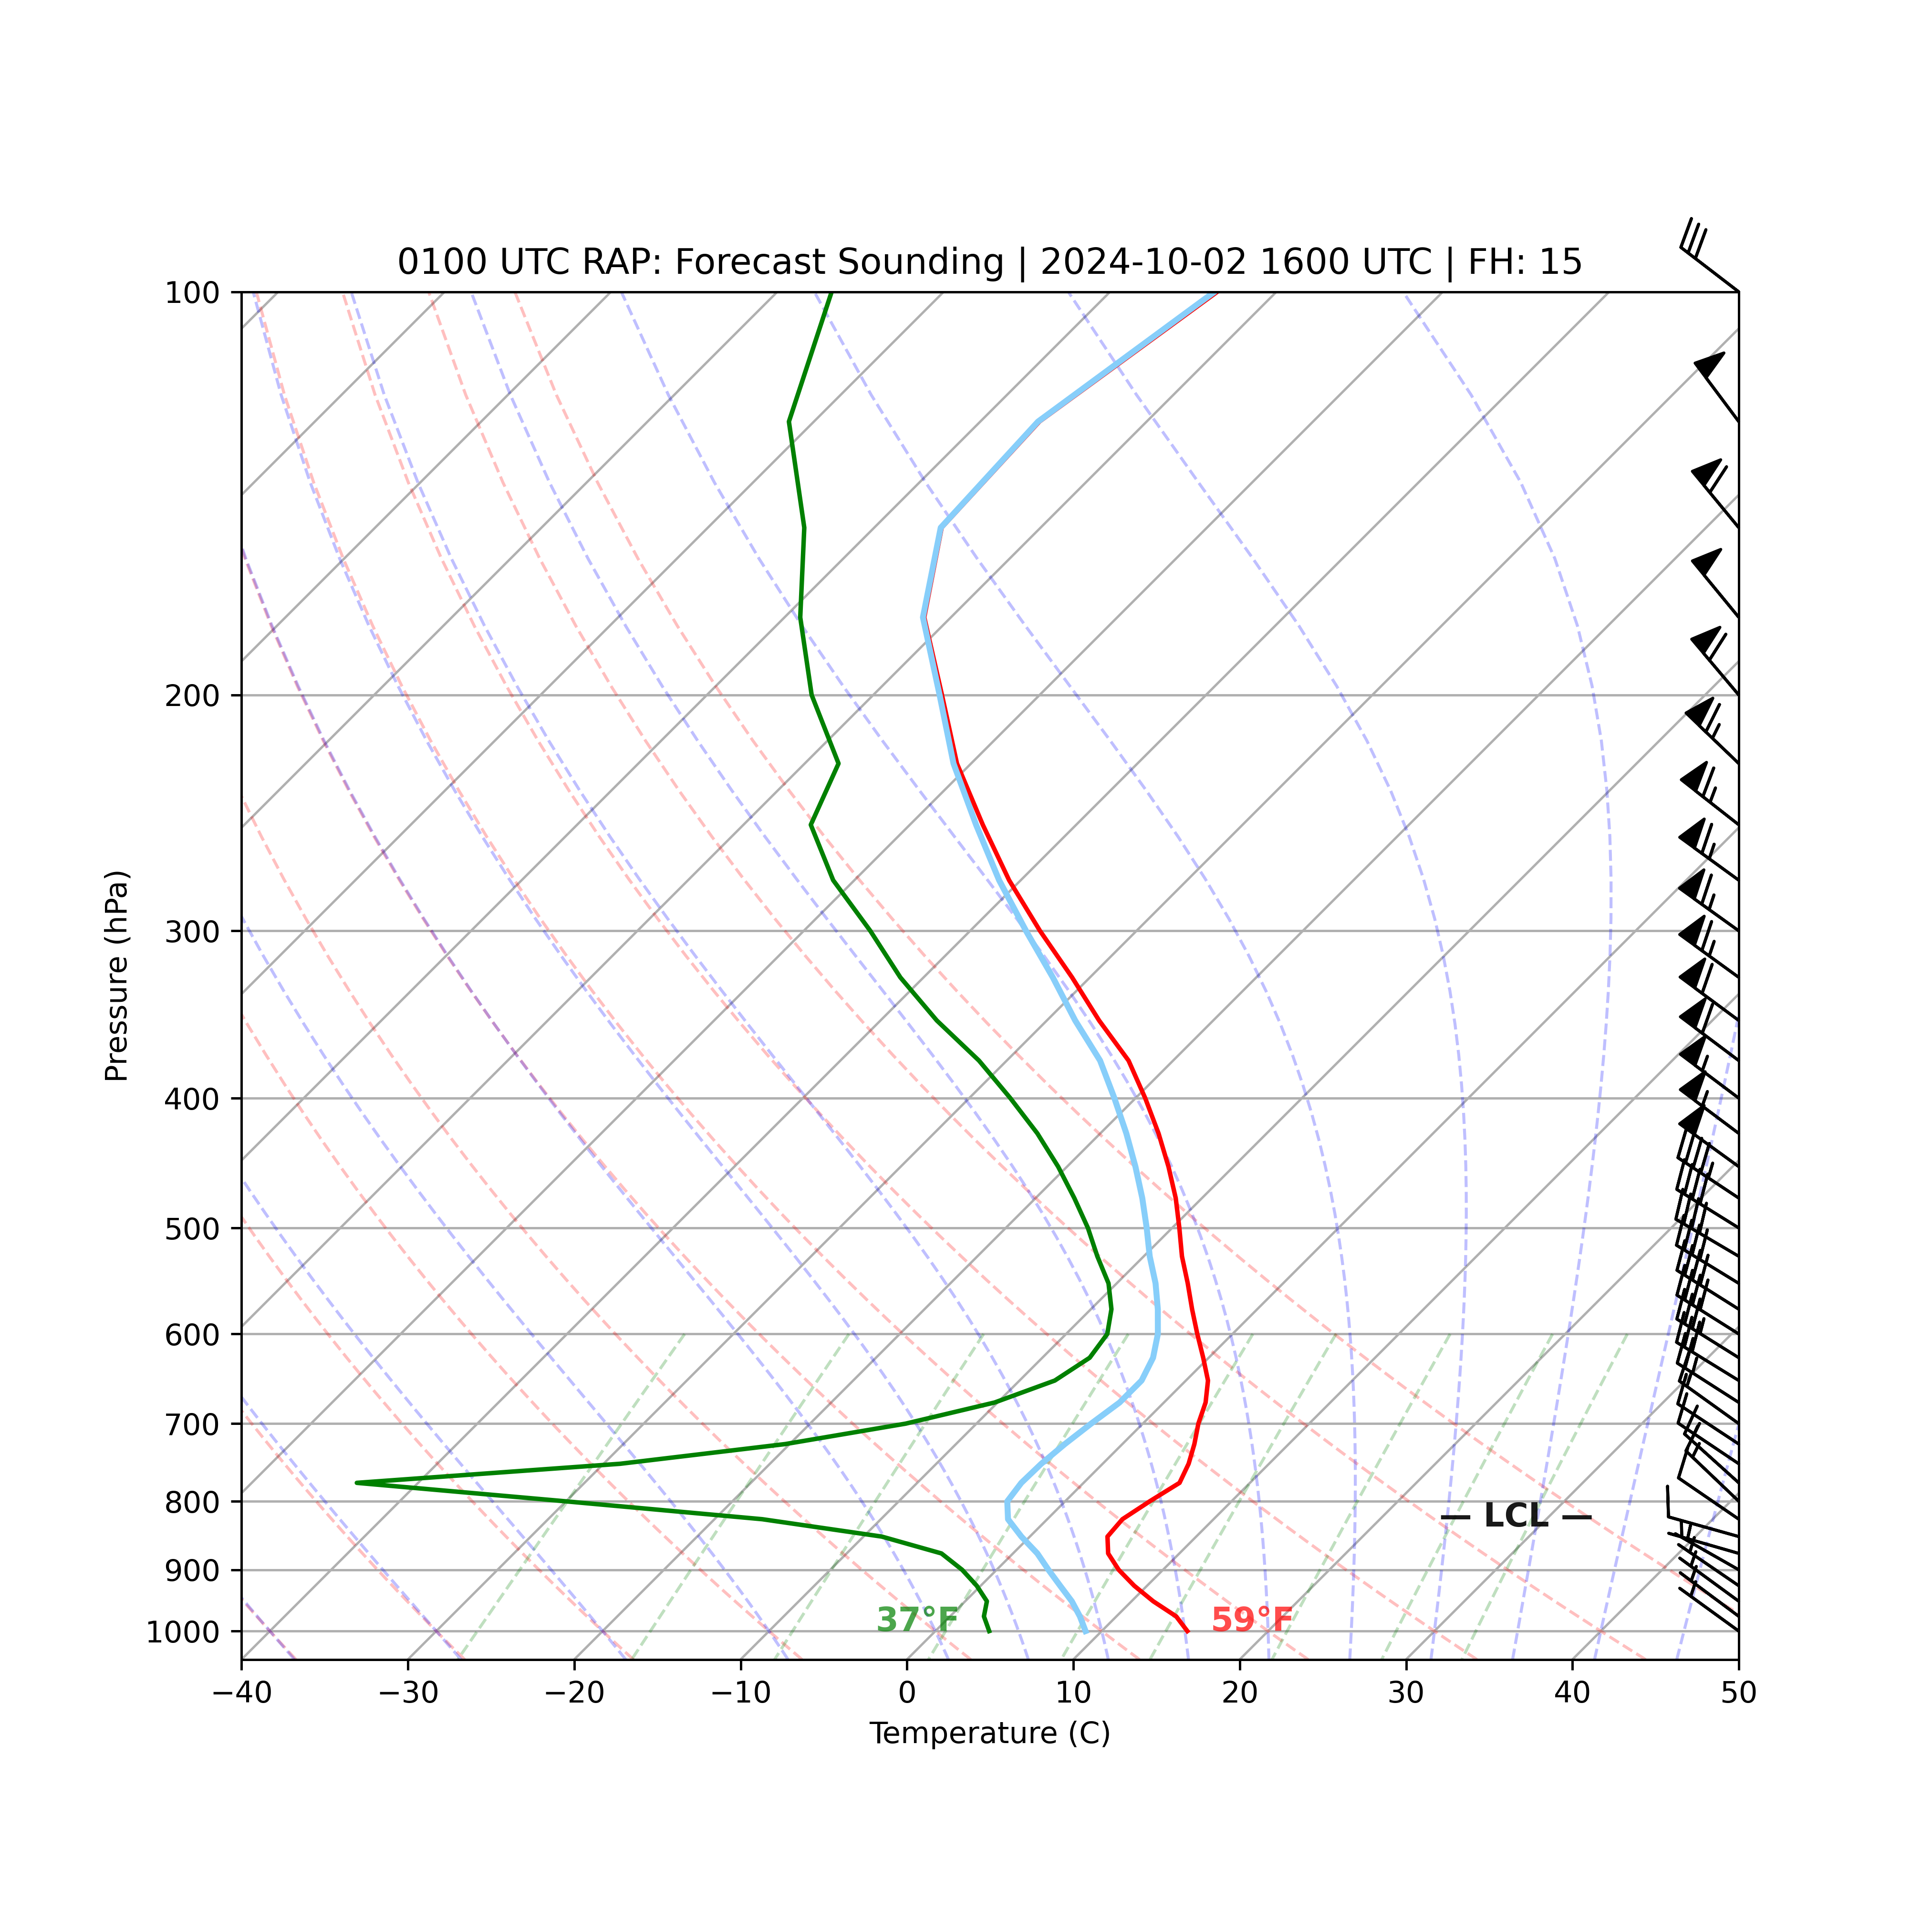 0100 UTC RAP: Forecast Sounding | 2024-10-02 1600 UTC | FH: 15
100
200
300
400
500
600
700
800
900
1000
Pressure (hPa)
— LCL —
37°F
59°F
−40 −30 −20 −10 0 10 20 30 40 50
Temperature (C)